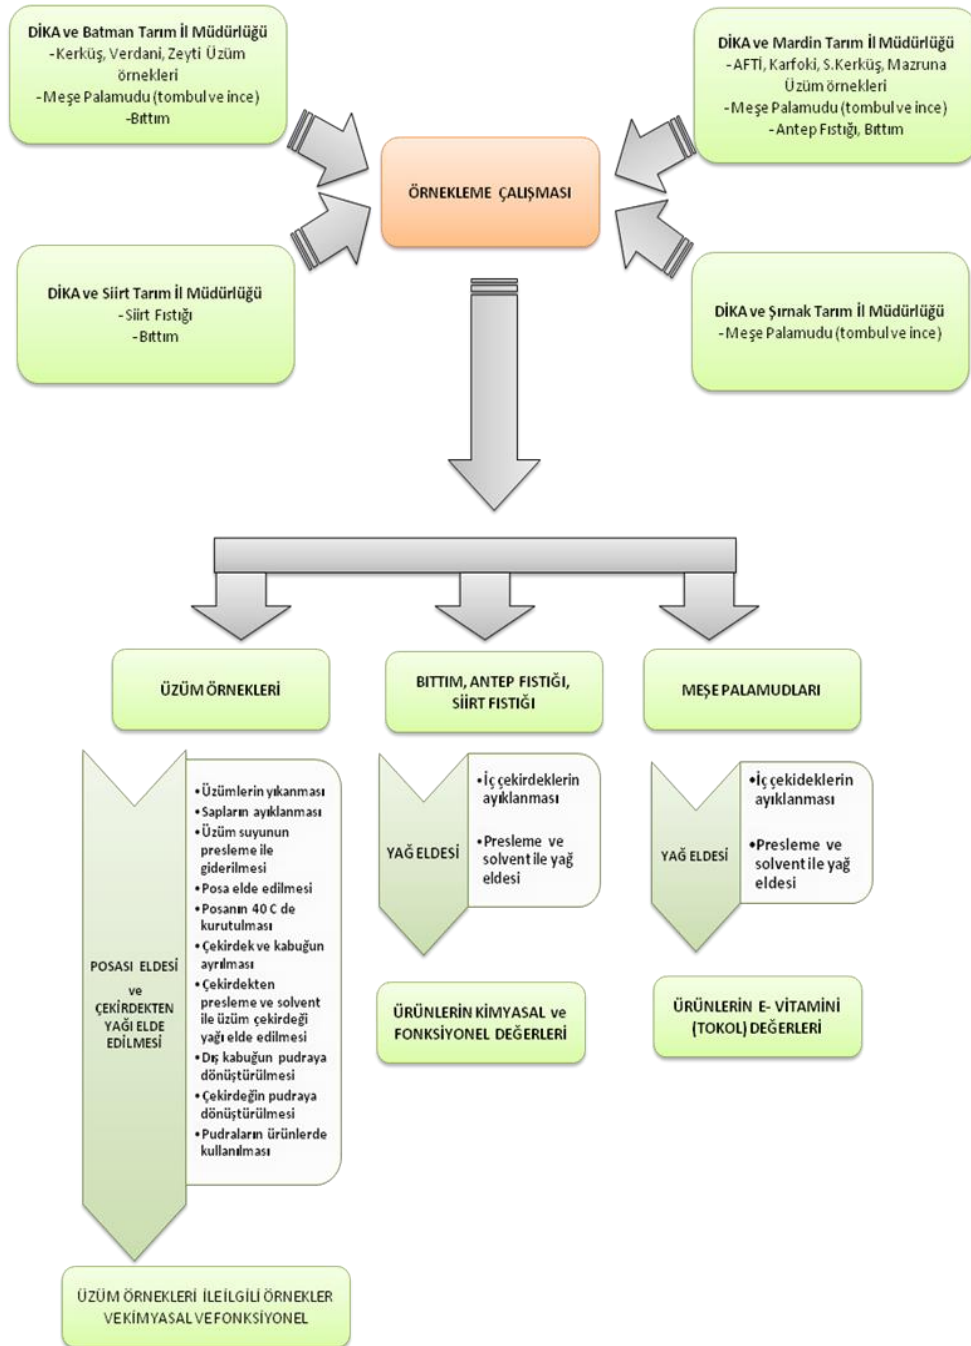 DİKA ve Batman Tarım İl Müdürlüğü
-Kerküş, Verdani, Zeyti Üzüm
örnekleri
-Meşe Palamudu (tombul ve ince)
-Bıttım
DİKA ve Mardin Tarım İl Müdürlüğü
-AFTİ, Karfoki, S.Kerküş, Mazruna
Üzüm örnekleri
-Meşe Palamudu (tombul ve ince)
-Antep Fıstığı, Bıttım
ÖRNEKLEME ÇALIŞMASI
DİKA ve Siirt Tarım İl Müdürlüğü
-Siirt Fıstığı
-Bıttım
DİKA ve Şırnak Tarım İl Müdürlüğü
-Meşe Palamudu (tombul ve ince)
ÜZÜM ÖRNEKLERİ
BITTIM, ANTEP FISTIĞI,
SİİRT FISTIĞI
MEŞE PALAMUDLARI
POSASI ELDESİ
ve
ÇEKİRDEKTEN
YAĞI ELDE
EDİLMESİ
•Üzümlerin yıkanması
•Sapların ayıklanması
•Üzüm suyunun
presleme ile
giderilmesi
•Posa elde edilmesi
•Posanın 40 C de
kurutulması
•Çekirdek ve kabuğun
ayrılması
•Çekirdekten
presleme ve solvent
ile üzüm çekirdeği
yağı elde edilmesi
•Dış kabuğun pudraya
dönüştürülmesi
•Çekirdeğin pudraya
dönüştürülmesi
•Pudraların ürünlerde
kullanılması
YAĞ ELDESİ
•İç çekirdeklerin
ayıklanması
•Presleme ve
solvent ile yağ
eldesi
YAĞ ELDESİ
•İç çekideklerin
ayıklanması
•Presleme ve
solvent ile yağ
eldesi
ÜRÜNLERİN KİMYASAL ve
FONKSİYONEL DEĞERLERİ
ÜRÜNLERİN E- VİTAMİNİ
(TOKOL) DEĞERLERİ
ÜZÜM ÖRNEKLERİ İLE İLGİLİ ÖRNEKLER
VE KİMYASAL VE FONKSİYONEL